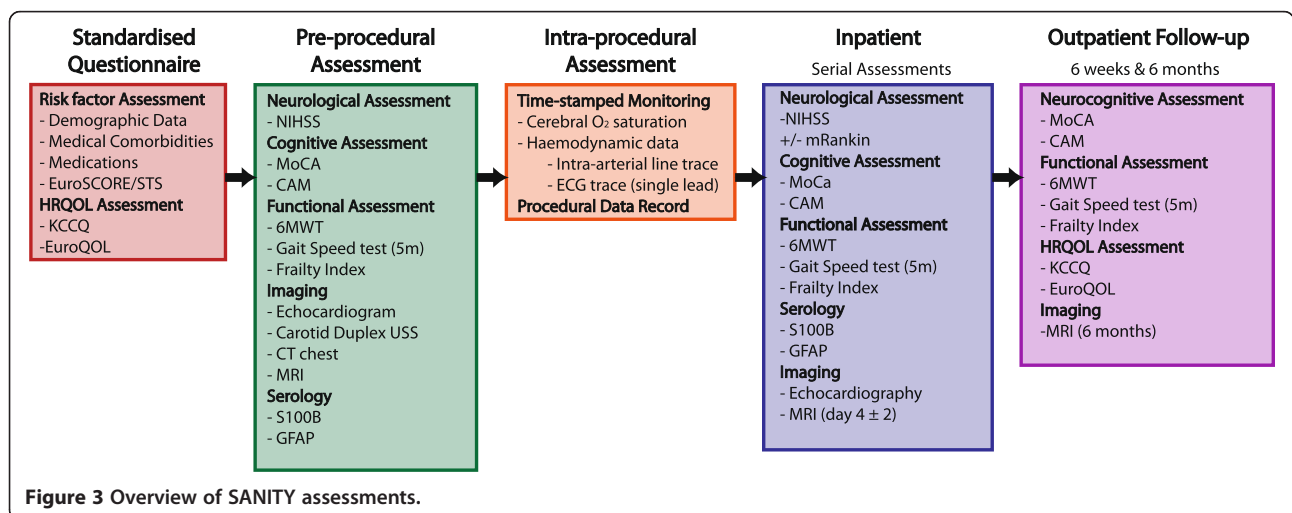 Standardised
Questionnaire
Risk factor Assessment
- Demographic Data
- Medical Comorbidities
- Medications
- EuroSCORE/STS
HRQOL Assessment
- KCCQ
-EuroQOL
Pre-procedural
Assessment
Neurological Assessment
- NIHSS
Cognitive Assessment
- MoCA
- CAM
Functional Assessment
- 6MWT
- Gait Speed test (5m)
- Frailty Index
Imaging
- Echocardiogram
- Carotid Duplex USS
- CT chest
- MRI
Serology
- S100B
- GFAP
Intra-procedural
Assessment
Time-stamped Monitoring
- Cerebral O₂ saturation
- Haemodynamic data
- Intra-arterial line trace
- ECG trace (single lead)
Procedural Data Record
Inpatient
Serial Assessments
Neurological Assessment
-NIHSS
+/- mRankin
Cognitive Assessment
- MoCa
- CAM
Functional Assessment
- 6MWT
- Gait Speed test (5m)
- Frailty Index
Serology
- S100B
- GFAP
Imaging
- Echocardiography
- MRI (day 4 ± 2)
Outpatient Follow-up
6 weeks & 6 months
Neurocognitive Assessment
- MoCA
- CAM
Functional Assessment
- 6MWT
- Gait Speed test (5m)
- Frailty Index
HRQOL Assessment
- KCCQ
- EuroQOL
Imaging
-MRI (6 months)
Figure 3 Overview of SANITY assessments.